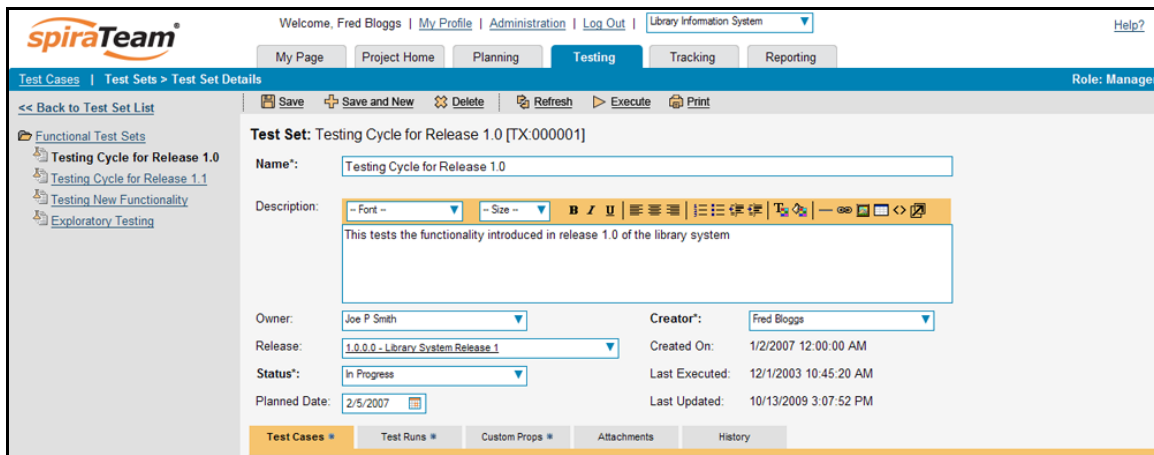 spiraTeam®
Welcome, Fred Bloggs | My Profile | Administration | Log Out | Library Information System
Help?
My Page Project Home Planning Testing Tracking Reporting
Test Cases | Test Sets > Test Set Details
Role: Manager
<< Back to Test Set List
Functional Test Sets
Testing Cycle for Release 1.0
Testing Cycle for Release 1.1
Testing New Functionality
Exploratory Testing
Save Save and New Delete Refresh Execute Print
Test Set: Testing Cycle for Release 1.0 [TX:000001]
Name*: Testing Cycle for Release 1.0
Description: -- Font -- -- Size -- B I U
This tests the functionality introduced in release 1.0 of the library system
Owner: Joe P Smith
Creator*: Fred Bloggs
Release: 1.0.0.0 - Library System Release 1
Created On: 1/2/2007 12:00:00 AM
Status*: In Progress
Last Executed: 12/1/2003 10:45:20 AM
Planned Date: 2/5/2007
Last Updated: 10/13/2009 3:07:52 PM
Test Cases * Test Runs * Custom Props * Attachments History